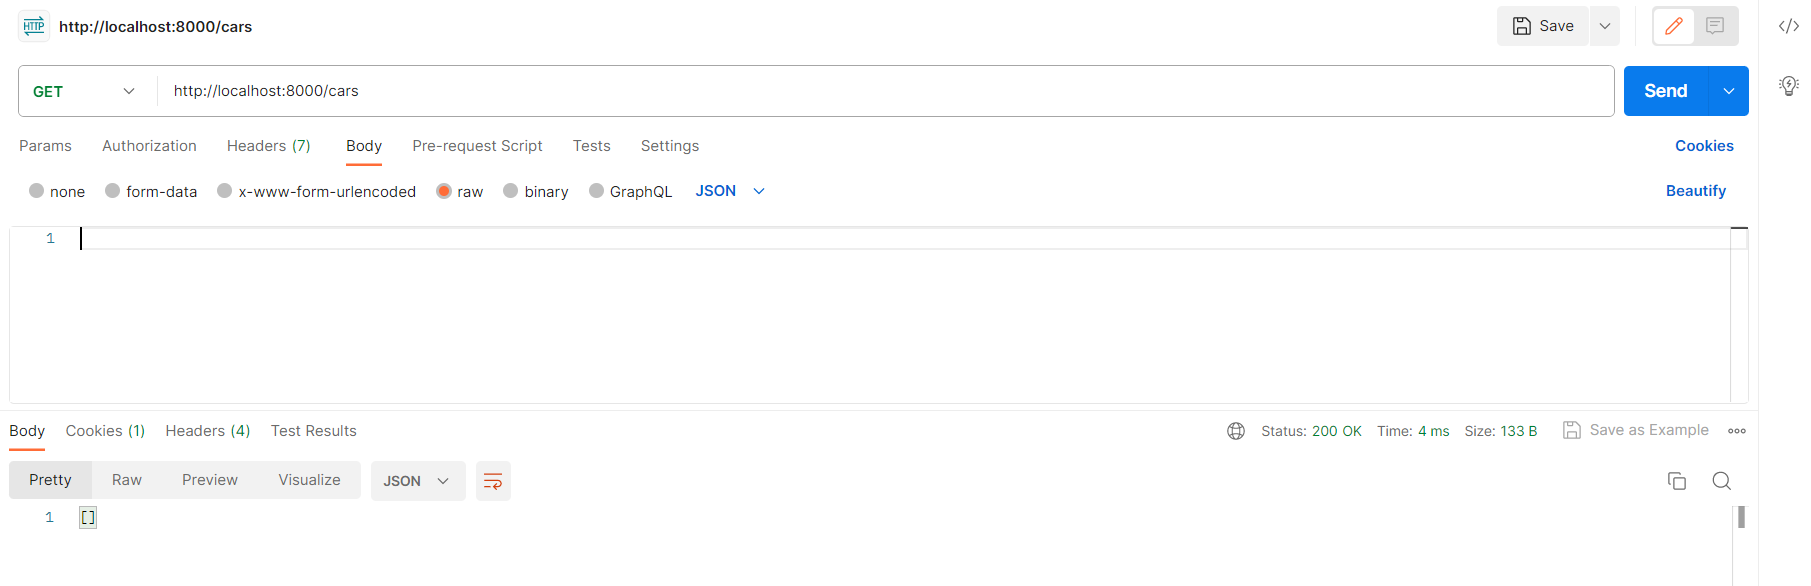 HTTP http://localhost:8000/cars Save
GET http://localhost:8000/cars Send
Params Authorization Headers (7) Body Pre-request Script Tests Settings Cookies
none form-data x-www-form-urlencoded raw binary GraphQL JSON Beautify
1
Body Cookies (1) Headers (4) Test Results Status: 200 OK Time: 4 ms Size: 133 B Save as Example
Pretty Raw Preview Visualize JSON
1 []